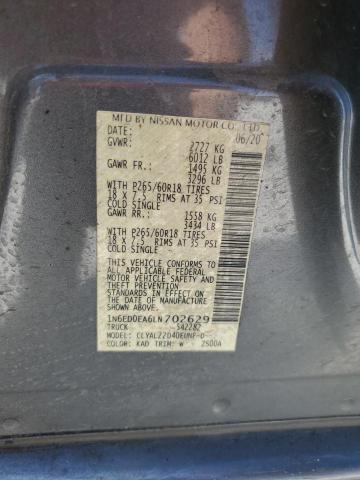 MFD BY NISSAN MOTOR CO., LTD.
DATE: 06/20
GVWR: 2727 KG
6012 LB
GAWR FR: 1495 KG
3296 LB
WITH P265/60R18 TIRES
18 X 7.5 RIMS AT 35 PSI
COLD SINGLE
GAWR RR: 1558 KG
3434 LB
WITH P265/60R18 TIRES
18 X 7.5 RIMS AT 35 PSI
COLD SINGLE
THIS VEHICLE CONFORMS TO
ALL APPLICABLE FEDERAL
MOTOR VEHICLE SAFETY AND
THEFT PREVENTION
STANDARDS IN EFFECT ON
THE DATE OF MANUFACTURE
SHOWN ABOVE.
1N6ED0EA6LN702629
TRUCK 542282
MODEL:
COLOR: KAD TRIM: W 2500A